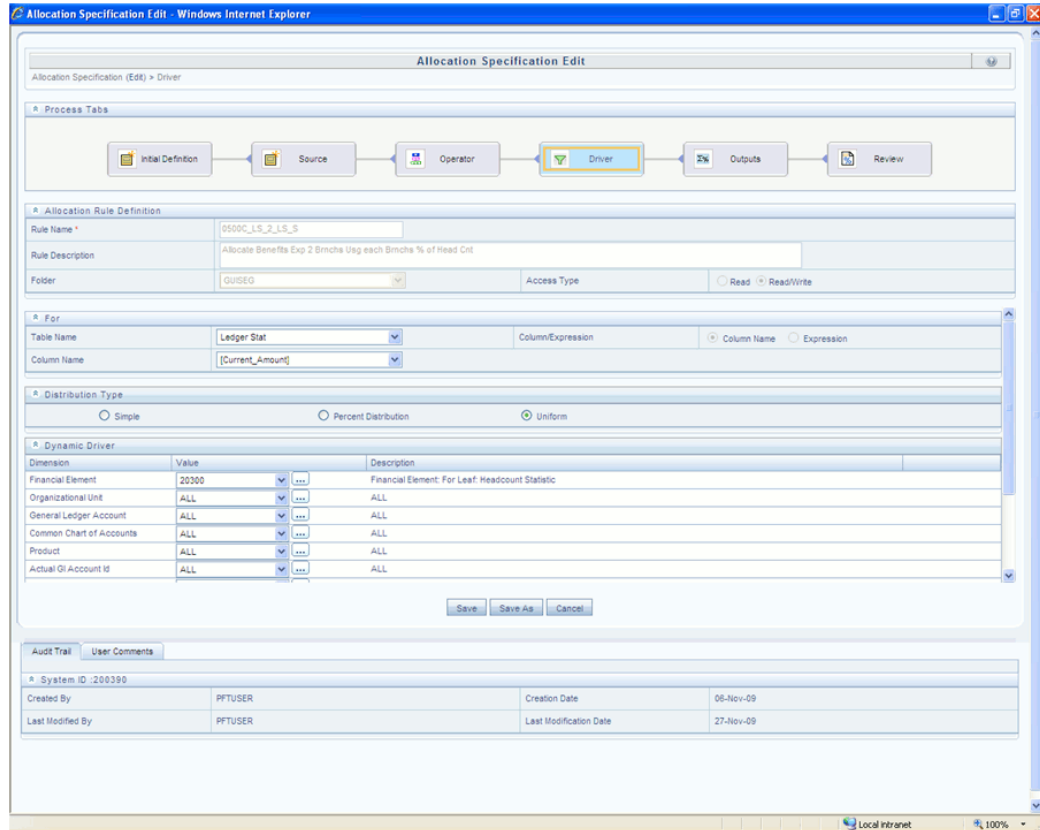 Allocation Specification Edit - Windows Internet Explorer
Allocation Specification Edit
Allocation Specification (Edit) > Driver
Process Tabs
Initial Definition Source Operator Driver Outputs Review
Allocation Rule Definition
Rule Name * 0500C_LS_2_LS_S
Rule Description Allocate Benefits Exp 2 Brnchs Usg each Brnchs % of Head Cnt
Folder GUISEG Access Type Read Read/Write
For
Table Name Ledger Stat Column/Expression Column Name Expression
Column Name [Current_Amount]
Distribution Type
Simple Percent Distribution Uniform
Dynamic Driver
Dimension Value Description
Financial Element 20300 ... Financial Element: For Leaf: Headcount Statistic
Organizational Unit ALL ... ALL
General Ledger Account ALL ... ALL
Common Chart of Accounts ALL ... ALL
Product ALL ... ALL
Actual Gl Account Id ALL ... ALL
Save Save As Cancel
Audit Trail User Comments
System ID :200390
Created By PFTUSER Creation Date 06-Nov-09
Last Modified By PFTUSER Last Modification Date 27-Nov-09
Local intranet 100%